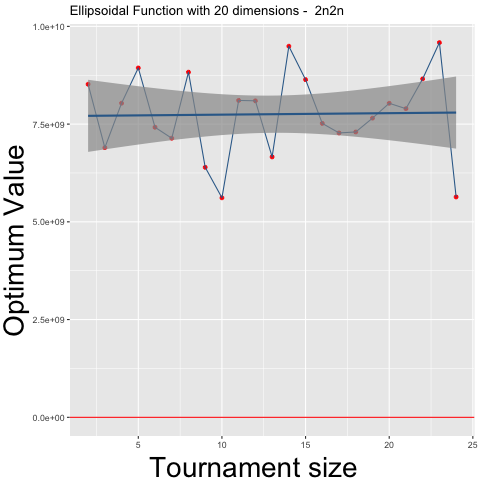 Ellipsoidal Function with 20 dimensions - 2n2n
Optimum Value
1.0e+10
7.5e+09
5.0e+09
2.5e+09
0.0e+00
5 10 15 20 25
Tournament size